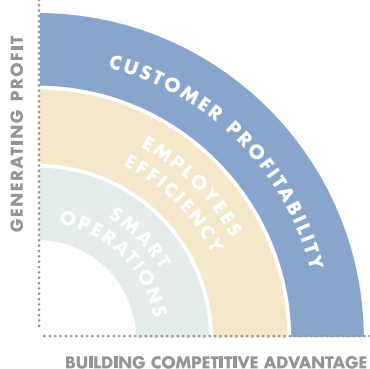 GENERATING PROFIT
CUSTOMER PROFITABILITY
EMPLOYEES
EFFICIENCY
SMART
OPERATIONS
BUILDING COMPETITIVE ADVANTAGE